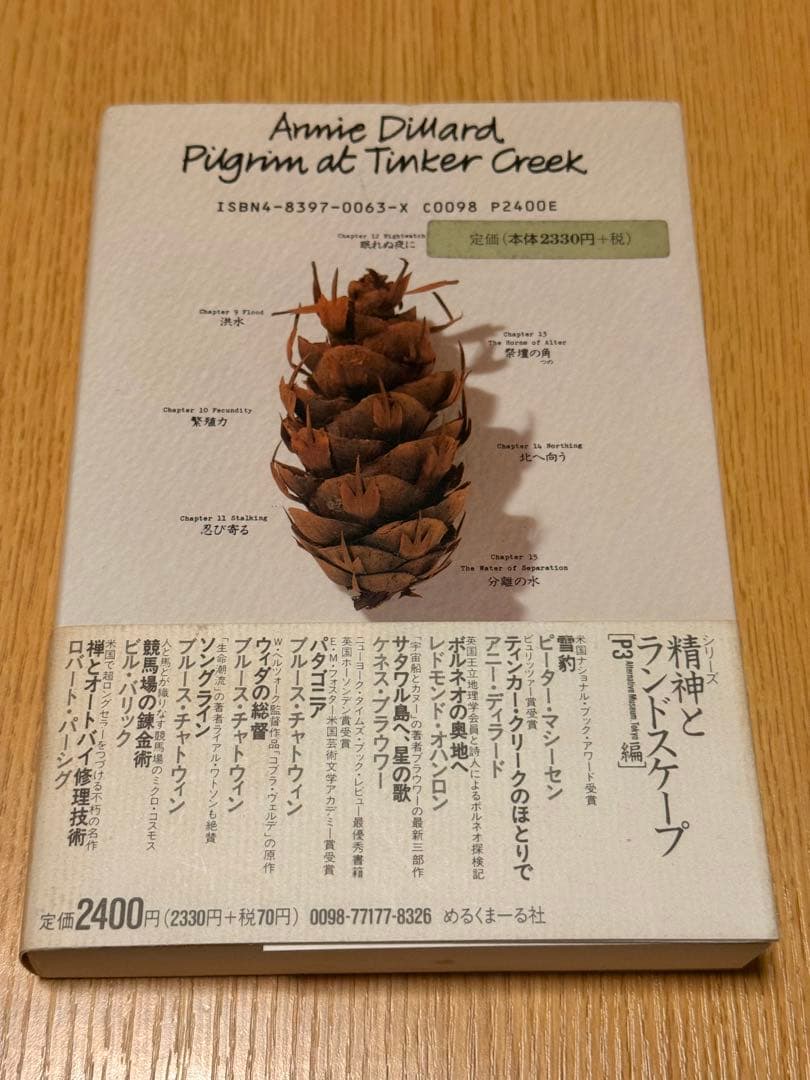 Annie Dillard
Pilgrim at Tinker Creek
ISBN4-8397-0063-X C0098 P2400E
定価(本体2330円+税)
Chapter 12 Nightwatch
眠れぬ夜に
Chapter 9 Flood
洪水
Chapter 13
The Horns of Alter
祭壇の角
つの
Chapter 10 Fecundity
繁殖力
Chapter 14 Northing
北へ向う
Chapter 11 Stalking
忍び寄る
Chapter 15
The Water of Separation
分離の水
シリーズ
精神と
ランドスケープ
[P3 Alternative Museum Tokyo 編]
米国ナショナル・ブック・アワード受賞
雪豹
ピーター・マシーセン
ピュリッツァー賞受賞
ティンカー・クリークのほとりで
アニー・ディラード
英国王立地理学会員と詩人によるボルネオ探検記
ボルネオの奥地へ
レドモンド・オハンロン
「宇宙船とカヌー」の著者ブラウワーの最新三部作
サタワル島へ、星の歌
ケネス・ブラウワー
ニューヨーク・タイムズ・ブック・レビュー最優秀書籍
英国ホーソンデン賞受賞
E・M・フォスター米国芸術文学アカデミー賞受賞
パタゴニア
ブルース・チャトウィン
W・ヘルツォーク監督作品「コブラ・ヴェルデ」の原作
ウィダの総督
ブルース・チャトウィン
「生命潮流」の著者ライアル・ワトソンも絶賛
ソングライン
ブルース・チャトウィン
人と馬とが織りなす競馬場のミクロ・コスモス
競馬場の錬金術
ビル・バリック
米国で超ロングセラーをつづける不朽の名作
禅とオートバイ修理技術
ロバート・パーシグ
定価2400円(2330円+税70円) 0098-77177-8326 めるくまーる社